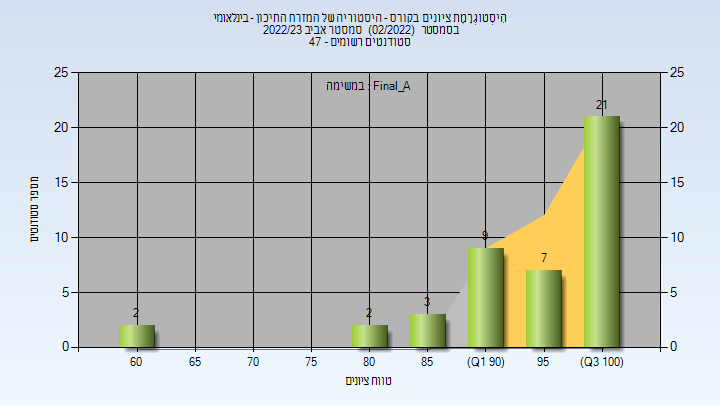 היסטוגרמת ציונים בקורס - היסטוריה של המזרח התיכון - בינלאומי
בסמסטר (02/2022) סמסטר אביב 2022/23
סטודנטים רשומים - 47
במשימה : Final_A
25 25
20 20
15 15
10 10
5 5
0 0
מספר סטודנטים
2 2 3 9 7 21
60 65 70 75 80 85 (Q1 90) 95 (Q3 100)
טווח ציונים